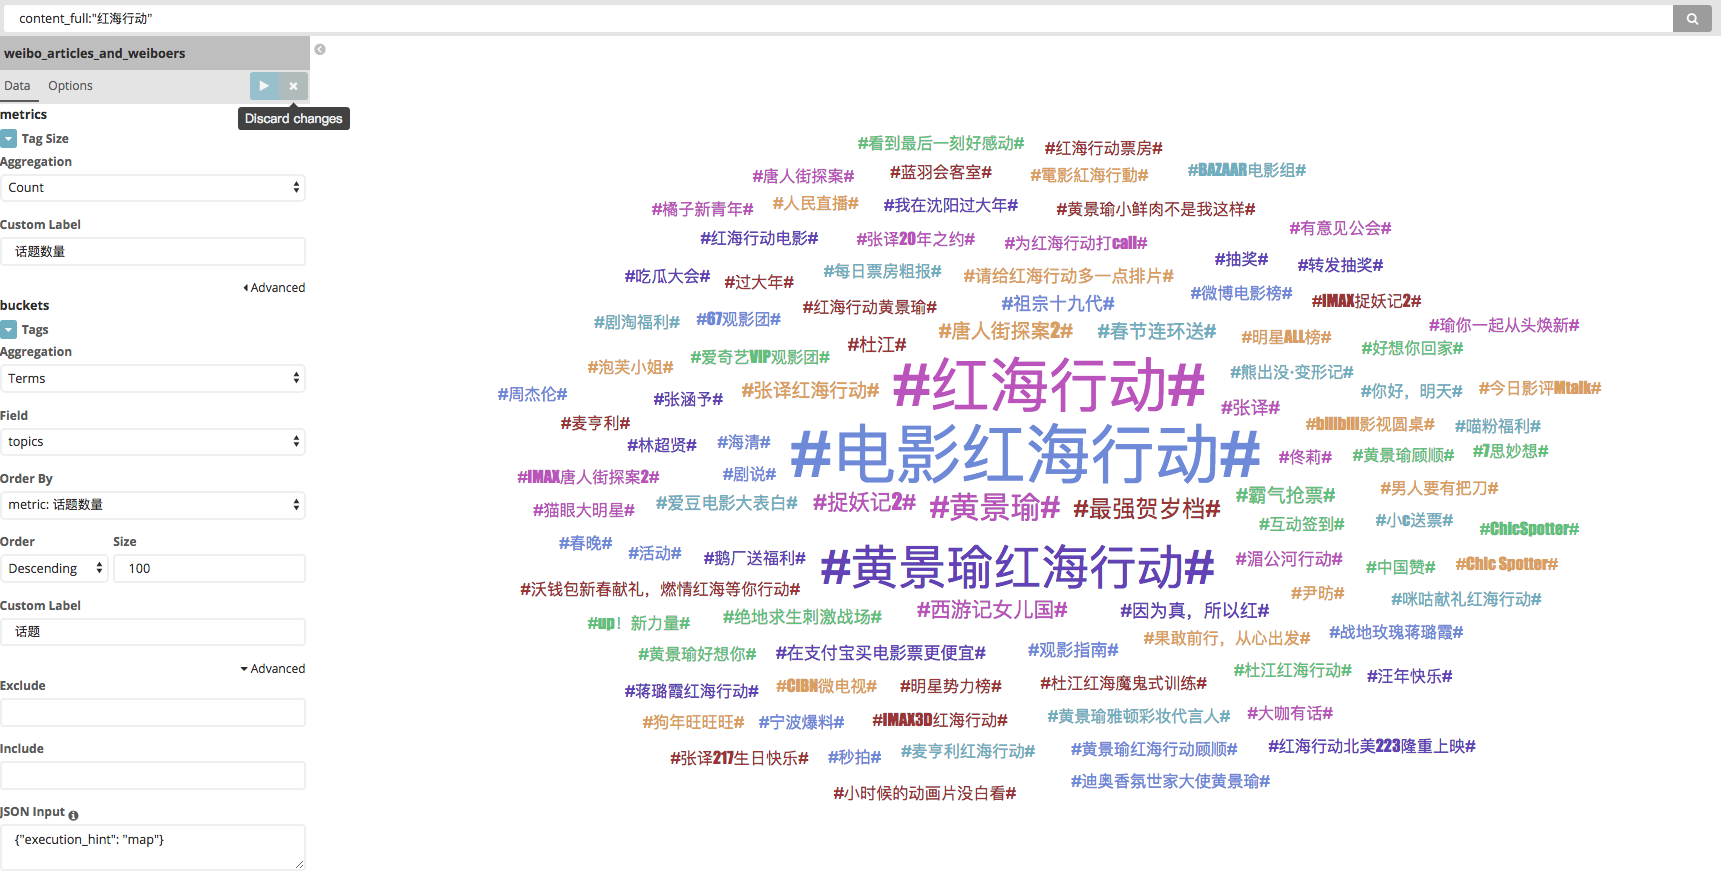 content_full:"红海行动"
weibo_articles_and_weiboers
Data Options
Discard changes
metrics
Tag Size
Aggregation
Count
Custom Label
话题数量
Advanced
buckets
Tags
Aggregation
Terms
Field
topics
Order By
metric: 话题数量
Order Size
Descending 100
Custom Label
话题
Advanced
Exclude
Include
JSON Input
{"execution_hint": "map"}
#看到最后一刻好感动# #红海行动票房#
#唐人街探案# #蓝羽会客室# #電影紅海行動# #BAZAAR电影组#
#橘子新青年# #人民直播# #我在沈阳过大年# #黄景瑜小鲜肉不是我这样#
#红海行动电影# #张译20年之约# #为红海行动打call# #有意见公会#
#吃瓜大会# #过大年# #每日票房粗报# #请给红海行动多一点排片# #抽奖# #转发抽奖#
#剧淘福利# #67观影团# #红海行动黄景瑜# #祖宗十九代# #微博电影榜# #IMAX捉妖记2#
#杜江# #唐人街探案2# #春节连环送# #明星ALL榜# #瑜你一起从头焕新#
#泡芙小姐# #爱奇艺VIP观影团# #好想你回家#
#周杰伦# #张涵予# #张译红海行动# #红海行动# #熊出没·变形记# #你好，明天# #今日影评Mtalk#
#麦亨利# #张译# #bilibili影视圆桌# #喵粉福利#
#林超贤# #海清# #电影红海行动# #佟莉# #黄景瑜顾顺# #7思妙想#
#IMAX唐人街探案2# #剧说#
#猫眼大明星# #爱豆电影大表白# #捉妖记2# #黄景瑜# #最强贺岁档# #霸气抢票# #男人要有把刀#
#春晚# #活动# #鹅厂送福利# #互动签到# #小c送票# #ChicSpotter#
#黄景瑜红海行动# #湄公河行动# #中国赞# #Chic Spotter#
#沃钱包新春献礼，燃情红海等你行动# #尹昉# #咪咕献礼红海行动#
#up！新力量# #绝地求生刺激战场# #西游记女儿国# #因为真，所以红# #战地玫瑰蒋璐霞#
#黄景瑜好想你# #在支付宝买电影票更便宜# #观影指南# #果敢前行，从心出发#
#蒋璐霞红海行动# #CIBN微电视# #明星势力榜# #杜江红海魔鬼式训练# #杜江红海行动# #汪年快乐#
#狗年旺旺旺# #宁波爆料# #IMAX3D红海行动# #黄景瑜雅顿彩妆代言人# #大咖有话#
#张译217生日快乐# #秒拍# #麦亨利红海行动# #黄景瑜红海行动顾顺# #红海行动北美223隆重上映#
#小时候的动画片没白看# #迪奥香氛世家大使黄景瑜#